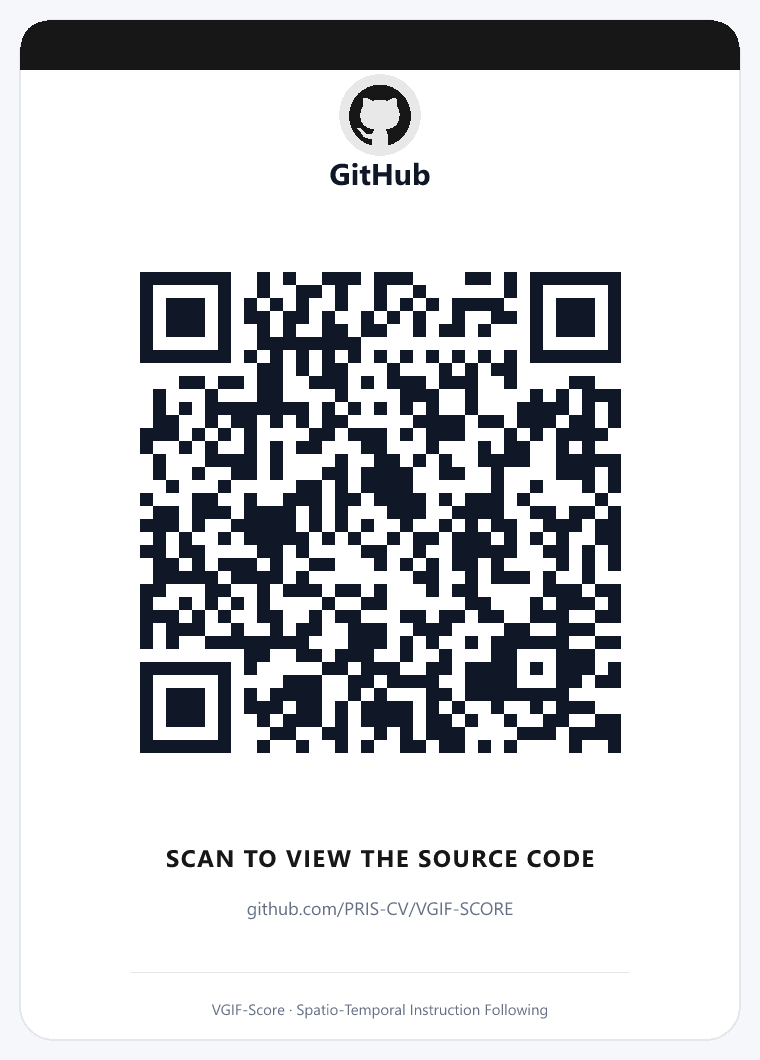 GitHub
SCAN TO VIEW THE SOURCE CODE
github.com/PRIS-CV/VGIF-SCORE
VGIF-Score · Spatio-Temporal Instruction Following